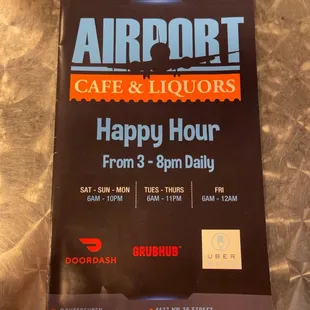 AIRPORT
CAFE & LIQUORS
Happy Hour
From 3 - 8pm Daily
SAT - SUN - MON
6AM - 10PM
TUES - THURS
6AM - 11PM
FRI
6AM - 12AM
DOORDASH
GRUBHUB
UBER
STREET